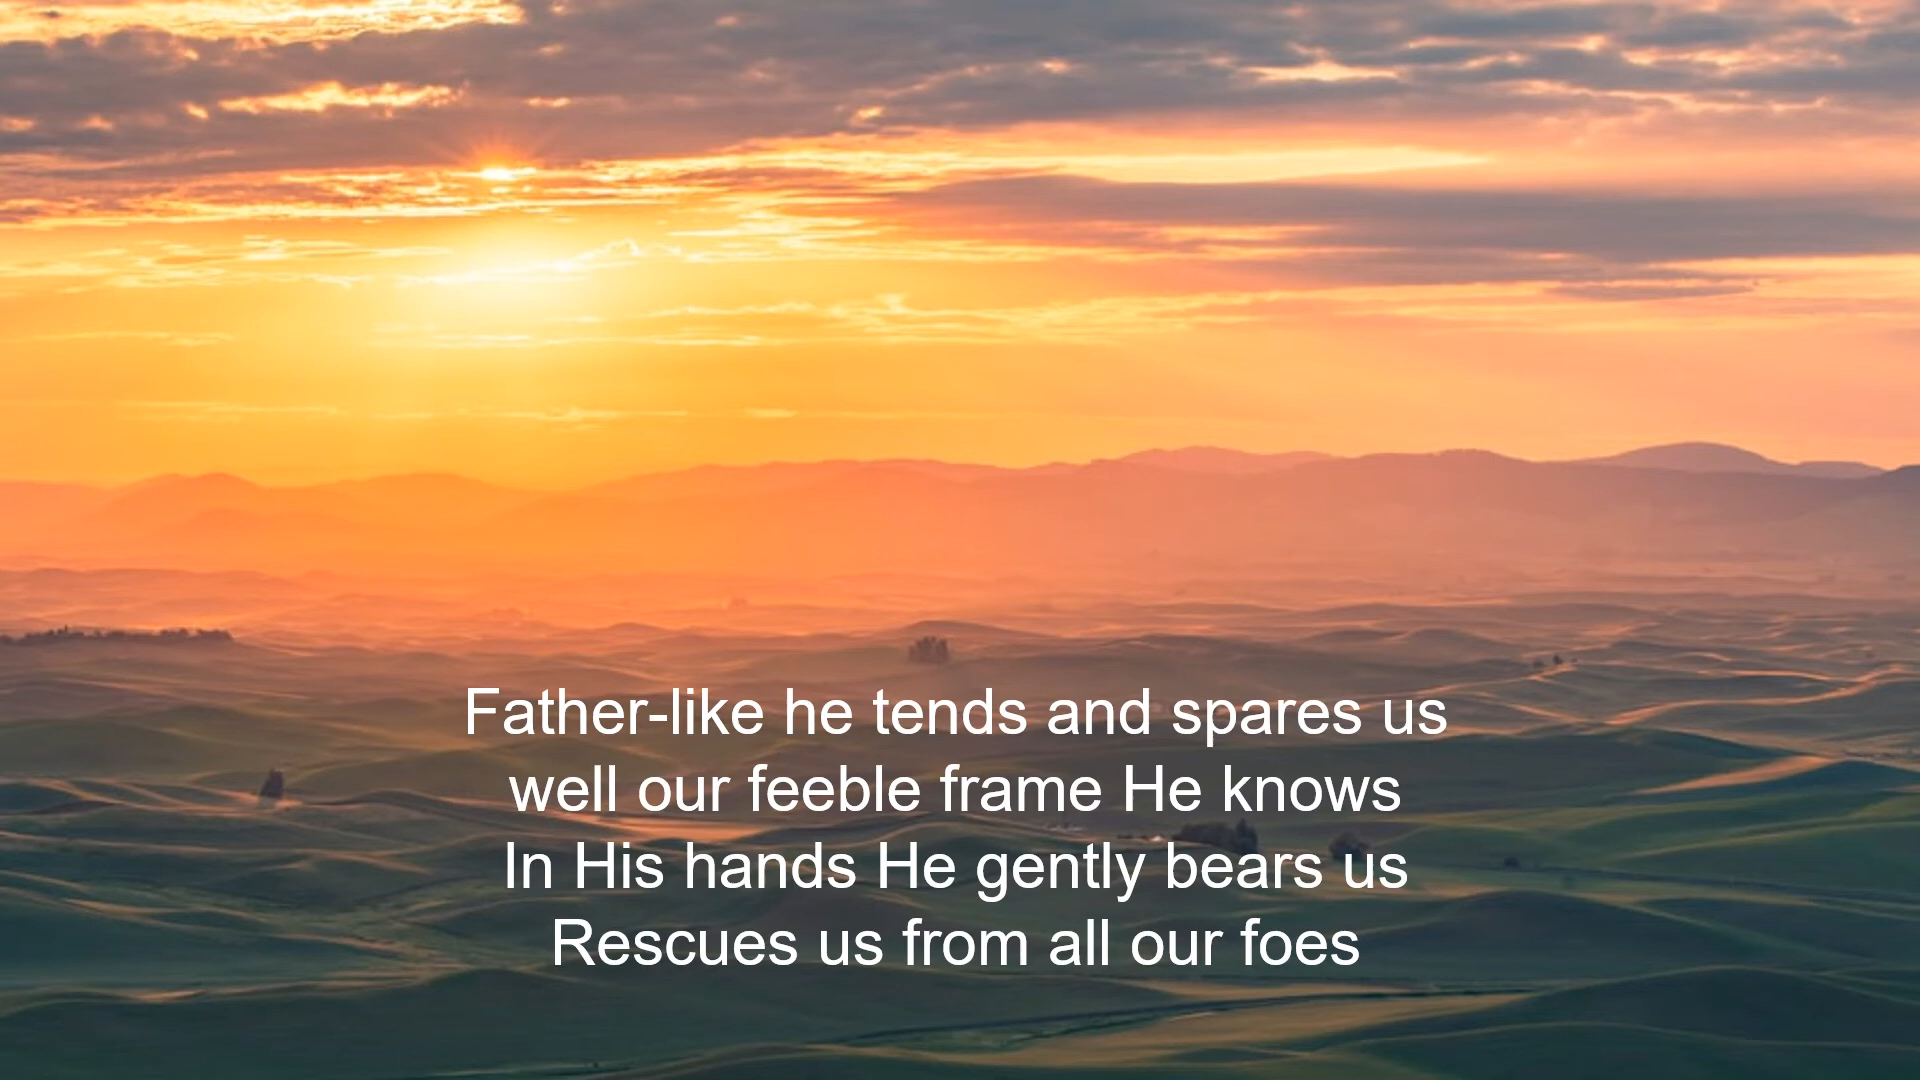 Father-like he tends and spares us
well our feeble frame He knows
In His hands He gently bears us
Rescues us from all our foes